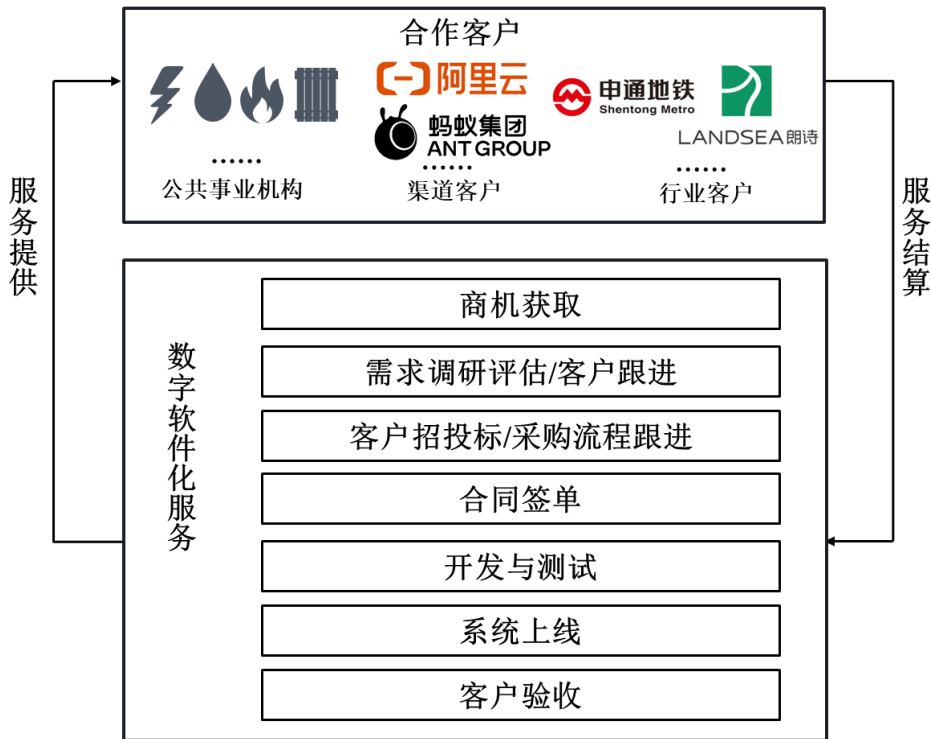 合作客户
阿里云
蚂蚁集团
ANT GROUP
申通地铁
Shentong Metro
LANDSEA朗诗
......
公共事业机构
......
渠道客户
......
行业客户
服务提供
服务结算
数字软件化服务
商机获取
需求调研评估/客户跟进
客户招投标/采购流程跟进
合同签单
开发与测试
系统上线
客户验收